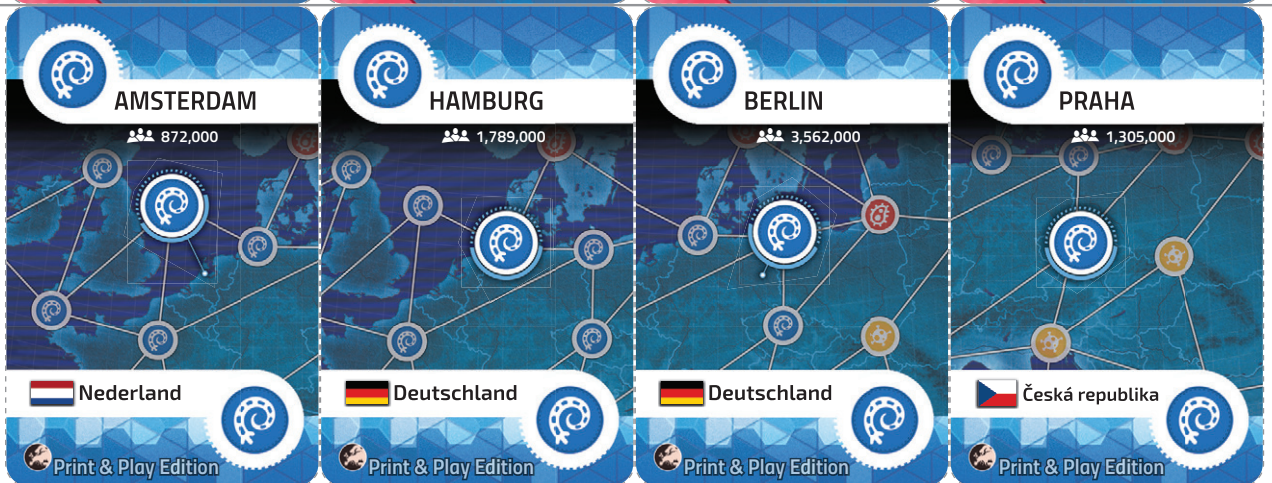 AMSTERDAM
872,000
Nederland
Print & Play Edition
HAMBURG
1,789,000
Deutschland
Print & Play Edition
BERLIN
3,562,000
Deutschland
Print & Play Edition
PRAHA
1,305,000
Česká republika
Print & Play Edition